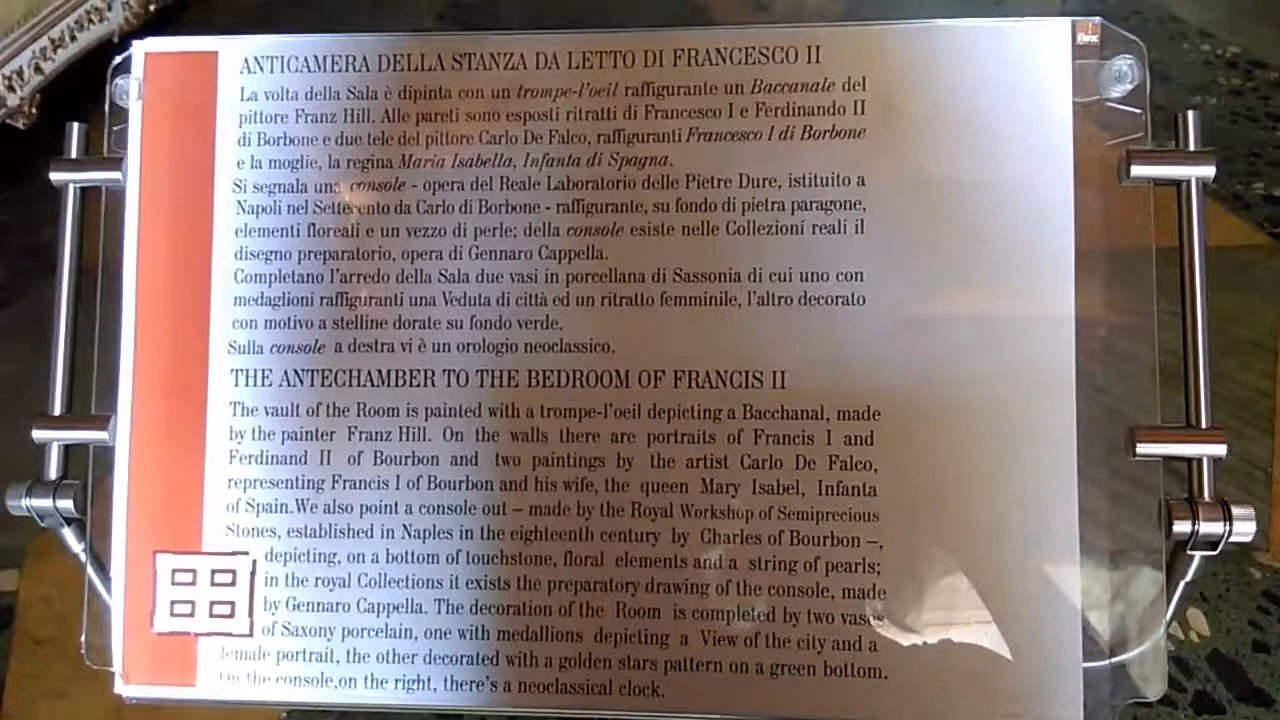 ANTICAMERA DELLA STANZA DA LETTO DI FRANCESCO II
La volta della Sala è dipinta con un trompe-l'oeil raffigurante un Baccanale del
pittore Franz Hill. Alle pareti sono esposti ritratti di Francesco I e Ferdinando II
di Borbone e due tele del pittore Carlo De Falco, raffiguranti Francesco I di Borbone
e la moglie, la regina Maria Isabella, Infanta di Spagna.
Si segnala una console - opera del Reale Laboratorio delle Pietre Dure, istituito a
Napoli nel Settecento da Carlo di Borbone - raffigurante, su fondo di pietra paragone,
elementi floreali e un vezzo di perle; della console esiste nelle Collezioni reali il
disegno preparatorio, opera di Gennaro Cappella.
Completano l'arredo della Sala due vasi in porcellana di Sassonia di cui uno con
medaglioni raffiguranti una Veduta di città ed un ritratto femminile, l'altro decorato
con motivo a stelline dorate su fondo verde.
Sulla console a destra vi è un orologio neoclassico.
THE ANTECHAMBER TO THE BEDROOM OF FRANCIS II
The vault of the Room is painted with a trompe-l'oeil depicting a Bacchanal, made
by the painter Franz Hill. On the walls there are portraits of Francis I and
Ferdinand II of Bourbon and two paintings by the artist Carlo De Falco,
representing Francis I of Bourbon and his wife, the queen Mary Isabel, Infanta
of Spain.We also point a console out – made by the Royal Workshop of Semiprecious
Stones, established in Naples in the eighteenth century by Charles of Bourbon –,
depicting, on a bottom of touchstone, floral elements and a string of pearls;
in the royal Collections it exists the preparatory drawing of the console, made
by Gennaro Cappella. The decoration of the Room is completed by two vases
of Saxony porcelain, one with medallions depicting a View of the city and a
female portrait, the other decorated with a golden stars pattern on a green bottom.
On the console,on the right, there's a neoclassical clock.